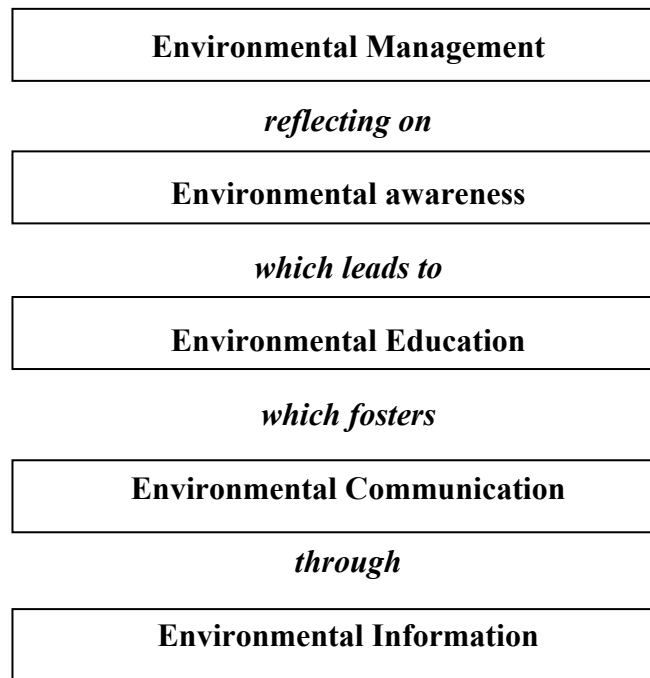 Environmental Management
reflecting on
Environmental awareness
which leads to
Environmental Education
which fosters
Environmental Communication
through
Environmental Information